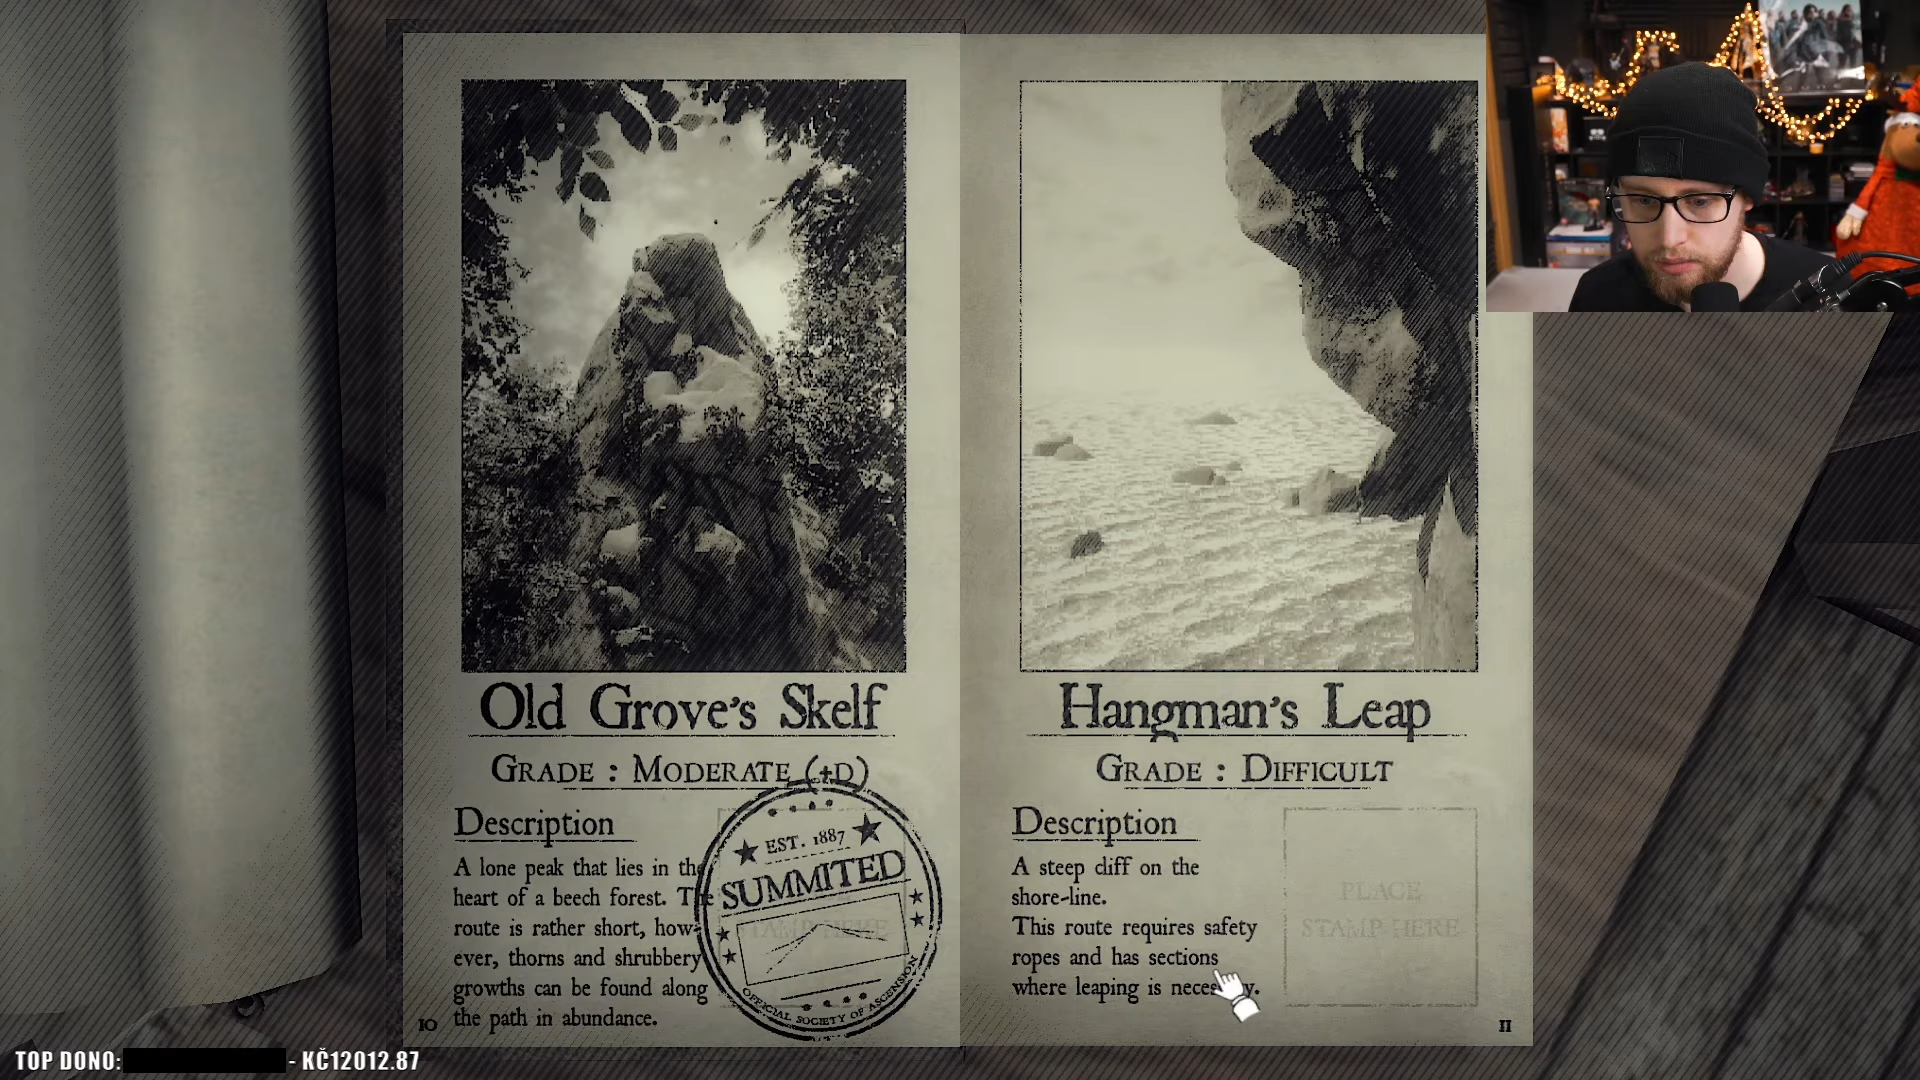 Old Grove's Skelf
Grade : Moderate (+D)
Description
A lone peak that lies in the
heart of a beech forest. The
route is rather short, how-
ever, thorns and shrubbery
growths can be found along
the path in abundance.
EST. 1887
SUMMITED
STAMP HERE
OFFICIAL SOCIETY OF ASCENSION
10
Hangman's Leap
Grade : Difficult
Description
A steep cliff on the
shore-line.
This route requires safety
ropes and has sections
where leaping is
PLACE
STAMP HERE
11
TOP DONO: - KČ12012.87